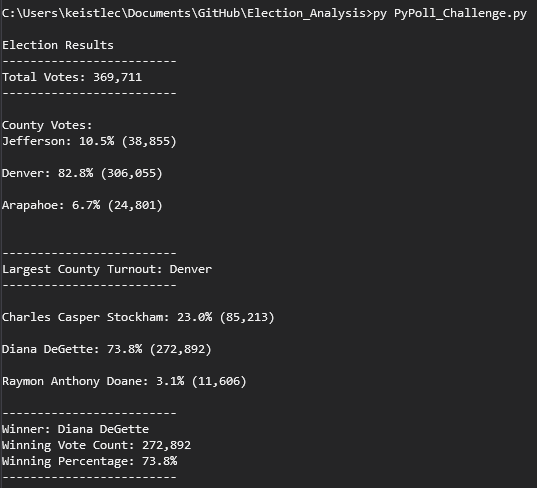 C:\Users\keistlec\Documents\GitHub\Election_Analysis>py PyPoll_Challenge.py
Election Results
-------------------------
Total Votes: 369,711
-------------------------
County Votes:
Jefferson: 10.5% (38,855)
Denver: 82.8% (306,055)
Arapahoe: 6.7% (24,801)
-------------------------
Largest County Turnout: Denver
-------------------------
Charles Casper Stockham: 23.0% (85,213)
Diana DeGette: 73.8% (272,892)
Raymon Anthony Doane: 3.1% (11,606)
-------------------------
Winner: Diana DeGette
Winning Vote Count: 272,892
Winning Percentage: 73.8%
-------------------------